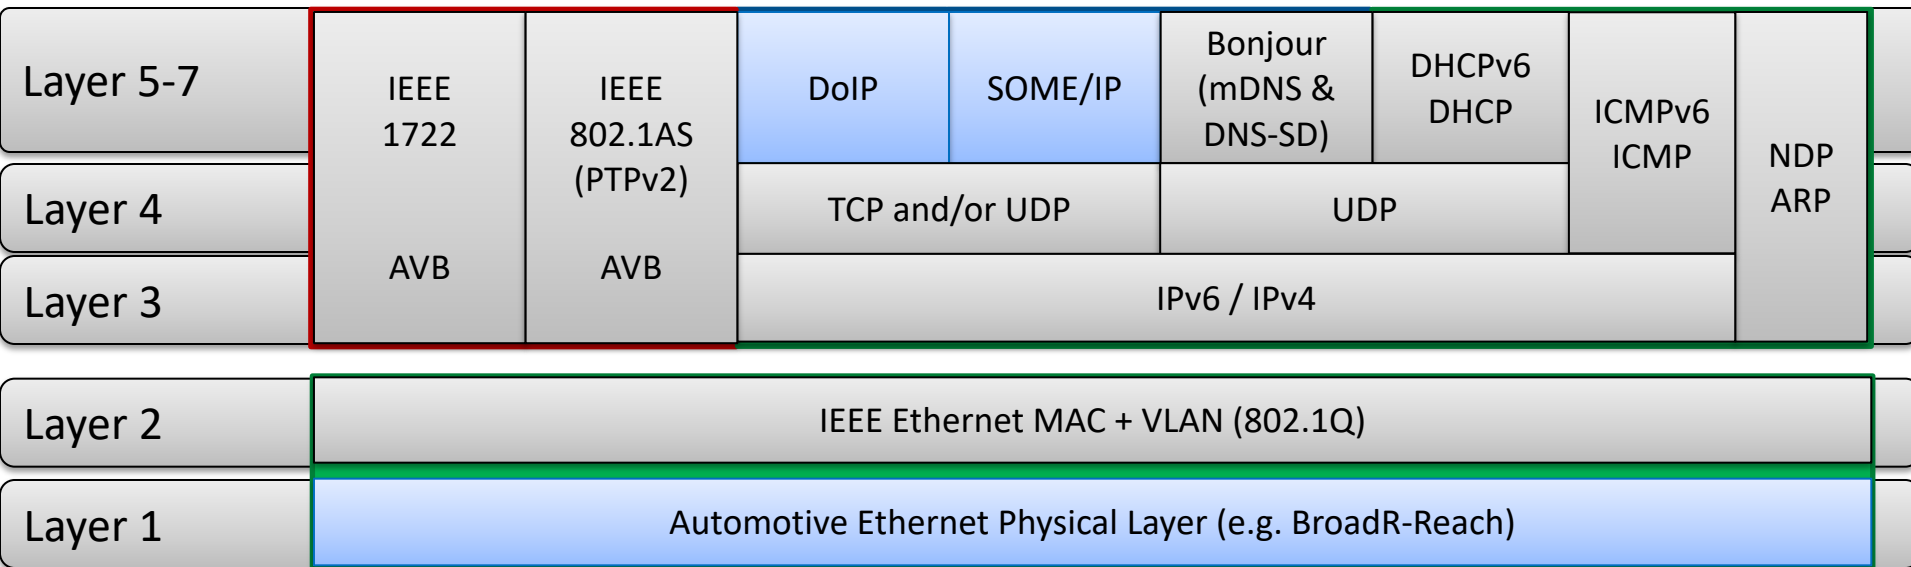 Layer 5-7
IEEE
1722
AVB
IEEE
802.1AS
(PTPv2)
AVB
DoIP
SOME/IP
Bonjour
(mDNS &
DNS-SD)
DHCPv6
DHCP
ICMPv6
ICMP
NDP
ARP
Layer 4
TCP and/or UDP
UDP
Layer 3
IPv6 / IPv4
Layer 2
IEEE Ethernet MAC + VLAN (802.1Q)
Layer 1
Automotive Ethernet Physical Layer (e.g. BroadR-Reach)